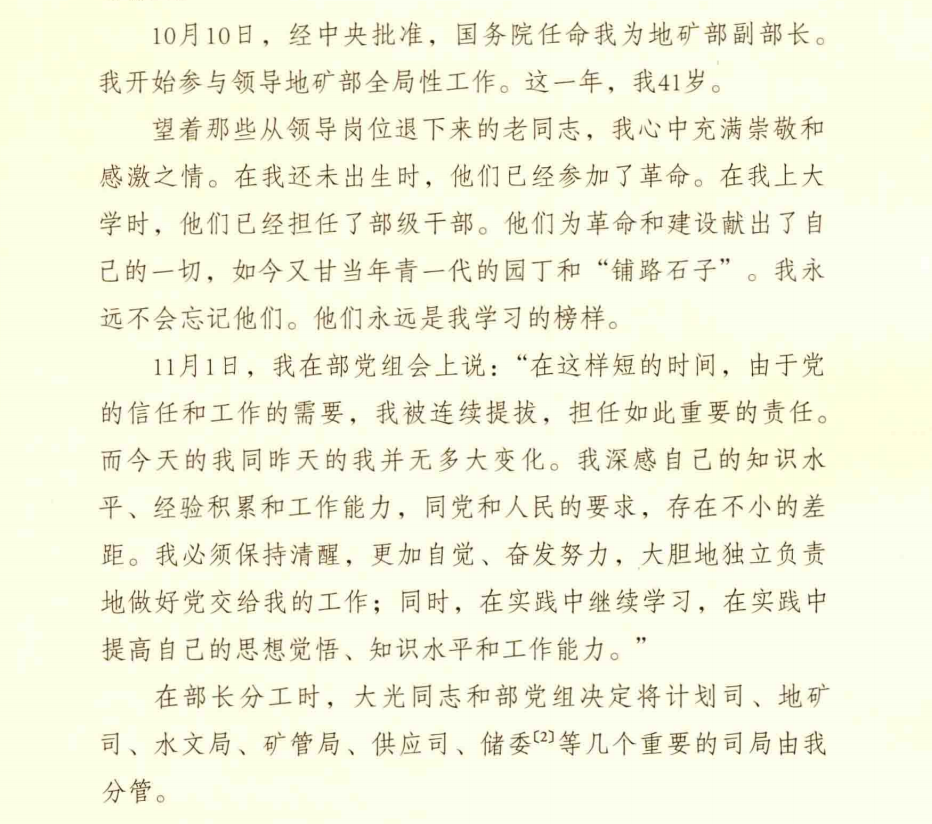 10月10日，经中央批准，国务院任命我为地矿部副部长。
我开始参与领导地矿部全局性工作。这一年，我41岁。
望着那些从领导岗位退下来的老同志，我心中充满崇敬和
感激之情。在我还未出生时，他们已经参加了革命。在我上大
学时，他们已经担任了部级干部。他们为革命和建设献出了自
己的一切，如今又甘当年青一代的园丁和“铺路石子”。我永
远不会忘记他们。他们永远是我学习的榜样。
11月1日，我在部党组会上说：“在这样短的时间，由于党
的信任和工作的需要，我被连续提拔，担任如此重要的责任。
而今天的我同昨天的我并无多大变化。我深感自己的知识水
平、经验积累和工作能力，同党和人民的要求，存在不小的差
距。我必须保持清醒，更加自觉、奋发努力，大胆地独立负责
地做好党交给我的工作；同时，在实践中继续学习，在实践中
提高自己的思想觉悟、知识水平和工作能力。”
在部长分工时，大光同志和部党组决定将计划司、地矿
司、水文局、矿管局、供应司、储委〔2〕等几个重要的司局由我
分管。